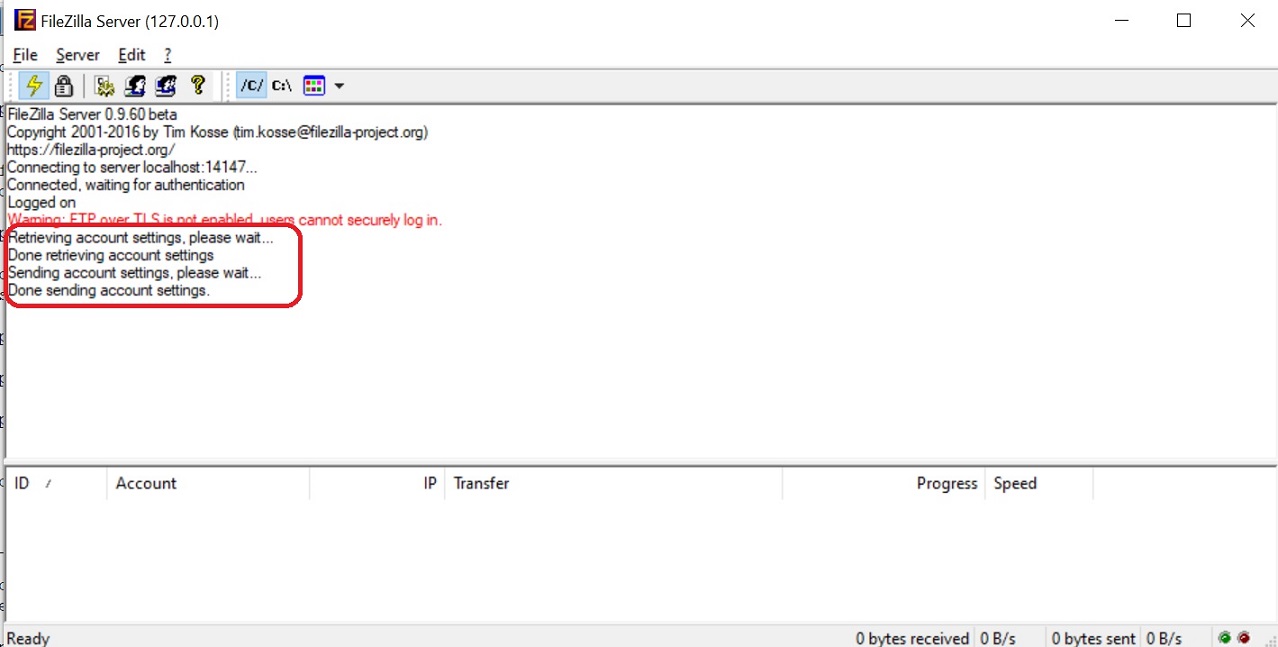 FileZilla Server (127.0.0.1)
File Server Edit ?
/C/ C:\
FileZilla Server 0.9.60 beta
Copyright 2001-2016 by Tim Kosse (tim.kosse@filezilla-project.org)
https://filezilla-project.org/
Connecting to server localhost:14147...
Connected, waiting for authentication
Logged on
Warning: FTP over TLS is not enabled, users cannot securely log in.
Retrieving account settings, please wait...
Done retrieving account settings
Sending account settings, please wait...
Done sending account settings.
ID / Account IP Transfer Progress Speed
Ready 0 bytes received 0 B/s 0 bytes sent 0 B/s